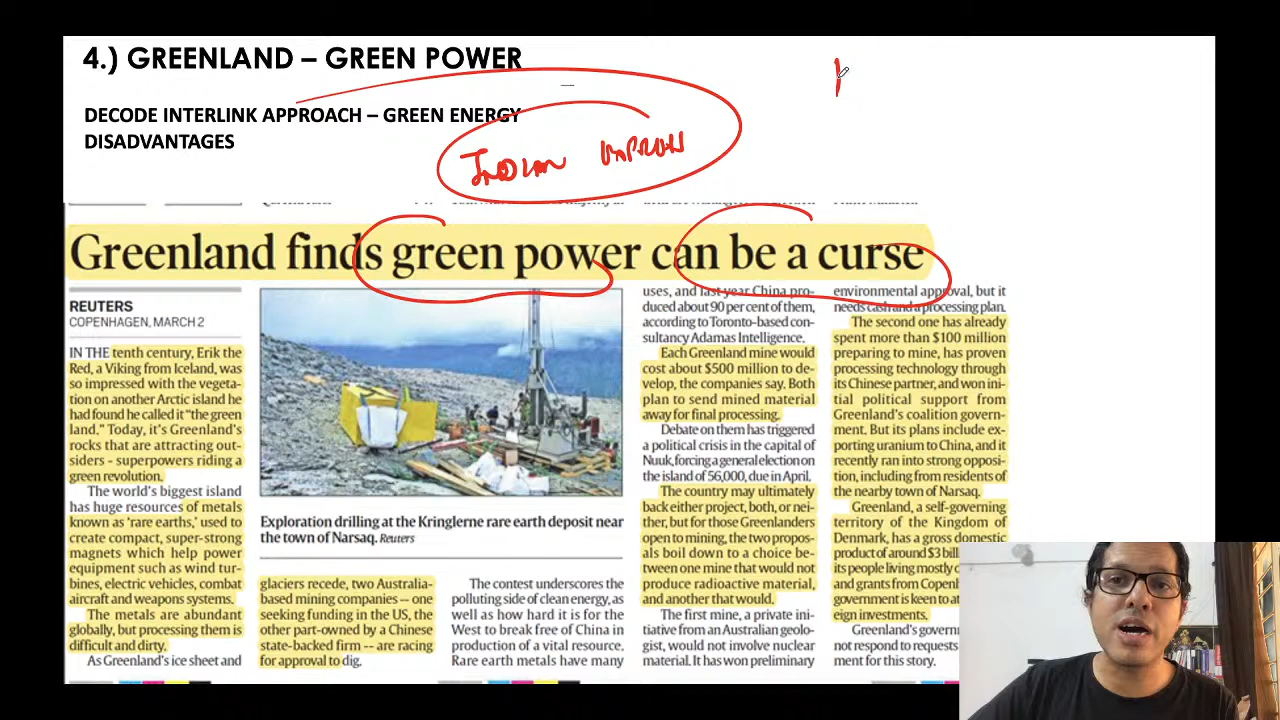 4.) GREENLAND – GREEN POWER
DECODE INTERLINK APPROACH – GREEN ENERGY
DISADVANTAGES
INDIAN
Greenland finds green power can be a curse
REUTERS
COPENHAGEN, MARCH 2
IN THE tenth century, Erik the
Red, a Viking from Iceland, was
so impressed with the vegeta-
tion on another Arctic island he
had found he called it “the green
land.” Today, it’s Greenland’s
rocks that are attracting out-
siders - superpowers riding a
green revolution.
The world’s biggest island
has huge resources of metals
known as ‘rare earths,’ used to
create compact, super-strong
magnets which help power
equipment such as wind tur-
bines, electric vehicles, combat
aircraft and weapons systems.
The metals are abundant
globally, but processing them is
difficult and dirty.
As Greenland’s ice sheet and
Exploration drilling at the Kringlerne rare earth deposit near
the town of Narsaq. Reuters
glaciers recede, two Australia-
based mining companies -- one
seeking funding in the US, the
other part-owned by a Chinese
state-backed firm -- are racing
for approval to dig.
The contest underscores the
polluting side of clean energy, as
well as how hard it is for the
West to break free of China in
production of a vital resource.
Rare earth metals have many
uses, and last year China pro-
duced about 90 per cent of them,
according to Toronto-based con-
sultancy Adamas Intelligence.
Each Greenland mine would
cost about $500 million to de-
velop, the companies say. Both
plan to send mined material
away for final processing.
Debate on them has triggered
a political crisis in the capital of
Nuuk, forcing a general election on
the island of 56,000, due in April.
The country may ultimately
back either project, both, or nei-
ther, but for those Greenlanders
open to mining, the two propos-
als boil down to a choice be-
tween one mine that would not
produce radioactive material,
and another that would.
The first mine, a private ini-
tiative from an Australian geolo-
gist, would not involve nuclear
material. It has won preliminary
environmental approval, but it
needs cash and a processing plan.
The second one has already
spent more than $100 million
preparing to mine, has proven
processing technology through
its Chinese partner, and won ini-
tial political support from
Greenland’s coalition govern-
ment. But its plans include ex-
porting uranium to China, and it
recently ran into strong opposi-
tion, including from residents of
the nearby town of Narsaq.
Greenland, a self-governing
territory of the Kingdom of
Denmark, has a gross domestic
product of around $3
its people living mostly
and grants from
government is keen to
eign investments.
Greenland’s
not respond to requests
ment for this story.